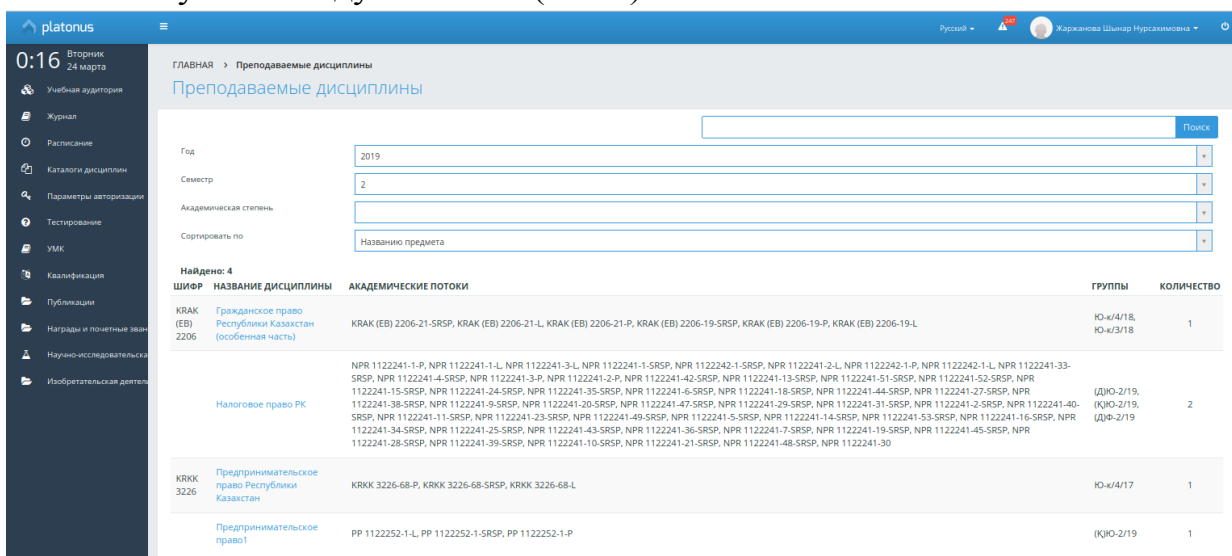 platonus
Русский
247
Жаржанова Шынар Нурсахимовна
0:16 Вторник
24 марта
Учебная аудитория
Журнал
Расписание
Каталоги дисциплин
Параметры авторизации
Тестирование
УМК
Квалификация
Публикации
Награды и почетные зван
Научно-исследовательска
Изобретательская деятель
ГЛАВНАЯ > Преподаваемые дисциплины
Преподаваемые дисциплины
Поиск
Год 2019
Семестр 2
Академическая степень
Сортировать по Названию предмета
Найдено: 4
ШИФР НАЗВАНИЕ ДИСЦИПЛИНЫ АКАДЕМИЧЕСКИЕ ПОТОКИ ГРУППЫ КОЛИЧЕСТВО
KRAK
(EB)
2206
Гражданское право
Республики Казахстан
(особенная часть)
KRAK (EB) 2206-21-SRSP, KRAK (EB) 2206-21-L, KRAK (EB) 2206-21-P, KRAK (EB) 2206-19-SRSP, KRAK (EB) 2206-19-P, KRAK (EB) 2206-19-L
Ю-к/4/18,
Ю-к/3/18
1
Налоговое право РК
NPR 1122241-1-P, NPR 1122241-1-L, NPR 1122241-3-L, NPR 1122241-1-SRSP, NPR 1122242-1-SRSP, NPR 1122241-2-L, NPR 1122242-1-P, NPR 1122242-1-L, NPR 1122241-33-
SRSP, NPR 1122241-4-SRSP, NPR 1122241-3-P, NPR 1122241-2-P, NPR 1122241-42-SRSP, NPR 1122241-13-SRSP, NPR 1122241-51-SRSP, NPR 1122241-52-SRSP, NPR
1122241-15-SRSP, NPR 1122241-24-SRSP, NPR 1122241-35-SRSP, NPR 1122241-6-SRSP, NPR 1122241-18-SRSP, NPR 1122241-44-SRSP, NPR 1122241-27-SRSP, NPR
1122241-38-SRSP, NPR 1122241-9-SRSP, NPR 1122241-20-SRSP, NPR 1122241-47-SRSP, NPR 1122241-29-SRSP, NPR 1122241-31-SRSP, NPR 1122241-2-SRSP, NPR 1122241-40-
SRSP, NPR 1122241-11-SRSP, NPR 1122241-23-SRSP, NPR 1122241-49-SRSP, NPR 1122241-5-SRSP, NPR 1122241-14-SRSP, NPR 1122241-53-SRSP, NPR 1122241-16-SRSP, NPR
1122241-34-SRSP, NPR 1122241-25-SRSP, NPR 1122241-43-SRSP, NPR 1122241-36-SRSP, NPR 1122241-7-SRSP, NPR 1122241-19-SRSP, NPR 1122241-45-SRSP, NPR
1122241-28-SRSP, NPR 1122241-39-SRSP, NPR 1122241-10-SRSP, NPR 1122241-21-SRSP, NPR 1122241-48-SRSP, NPR 1122241-30
(Д)Ю-2/19,
(К)Ю-2/19,
(Д)Ф-2/19
2
KRKK
3226
Предпринимательское
право Республики
Казахстан
KRKK 3226-68-P, KRKK 3226-68-SRSP, KRKK 3226-68-L
Ю-к/4/17
1
Предпринимательское
право1
PP 1122252-1-L, PP 1122252-1-SRSP, PP 1122252-1-P
(К)Ю-2/19
1